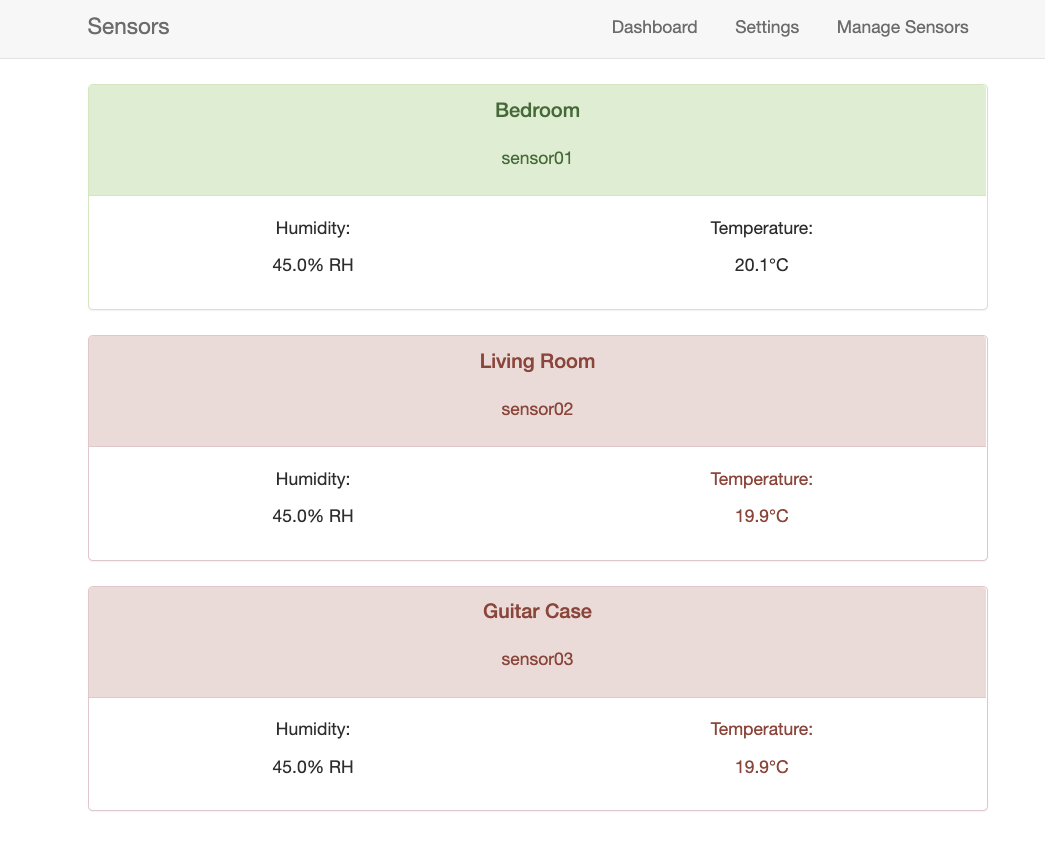 Sensors Dashboard Settings Manage Sensors
Bedroom
sensor01
Humidity: Temperature:
45.0% RH 20.1°C
Living Room
sensor02
Humidity: Temperature:
45.0% RH 19.9°C
Guitar Case
sensor03
Humidity: Temperature:
45.0% RH 19.9°C